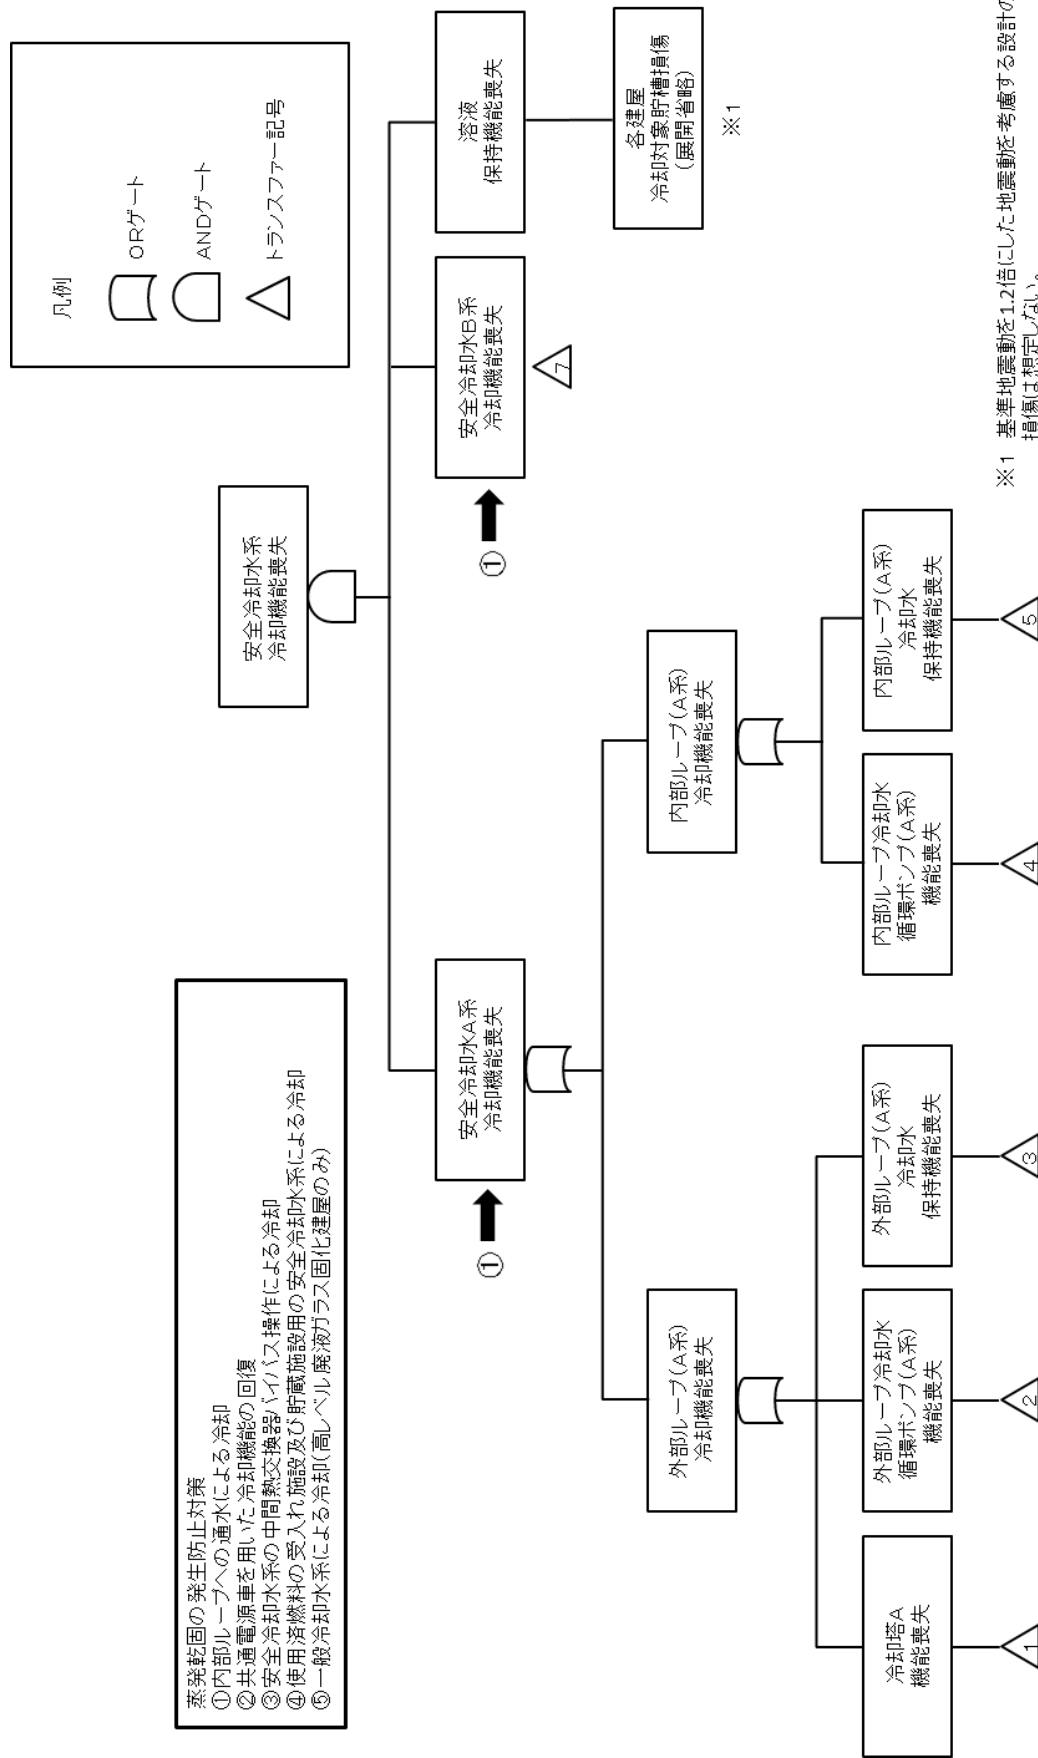 蒸発乾固の発生防止対策
①内部ループへの通水による冷却
②共通電源車を用いた冷却機能の回復
③安全冷却水系の中間熱交換器バイパス操作による冷却
④使用済燃料の受入れ施設及び貯蔵施設用の安全冷却水系による冷却
⑤一般冷却水系による冷却(高レベル廃液ガラス固化建屋のみ)
凡例
ORゲート
ANDゲート
トランスファー記号
安全冷却水系
冷却機能喪失
①
安全冷却水A系
冷却機能喪失
①
安全冷却水B系
冷却機能喪失
7
溶液
保持機能喪失
各建屋
冷却対象貯槽損傷
(展開省略)
※1
外部ループ(A系)
冷却機能喪失
内部ループ(A系)
冷却機能喪失
冷却塔A
機能喪失
1
外部ループ冷却水
循環ポンプ(A系)
機能喪失
2
外部ループ(A系)
冷却水
保持機能喪失
3
内部ループ冷却水
循環ポンプ(A系)
機能喪失
4
内部ループ(A系)
冷却水
保持機能喪失
5
※1 基準地震動を1.2倍にした地震動を考慮する設計の
損傷は想定しない。